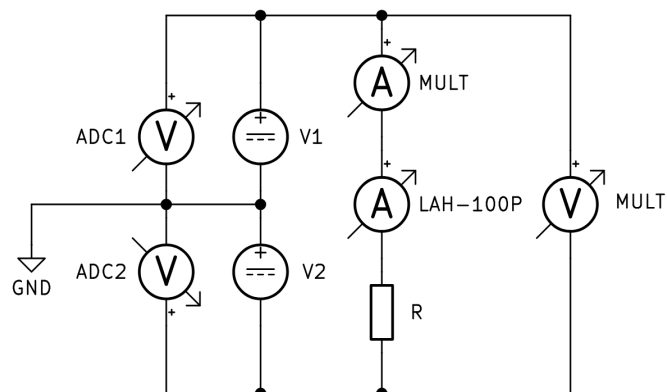 +
A
MULT
+
V
ADC1
+
V1
+
A
LAH-100P
+
V
MULT
GND
V
ADC2
+
+
V2
R